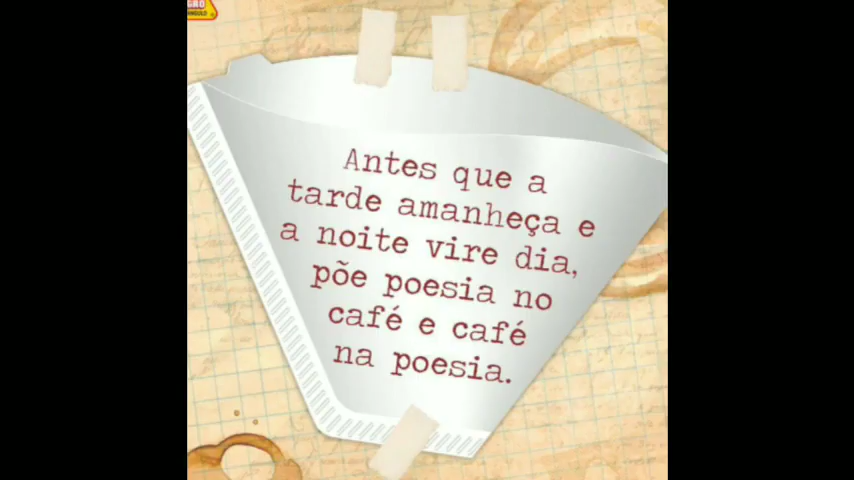 Antes que a
tarde amanheça e
a noite vire dia,
põe poesia no
café e café
na poesia.